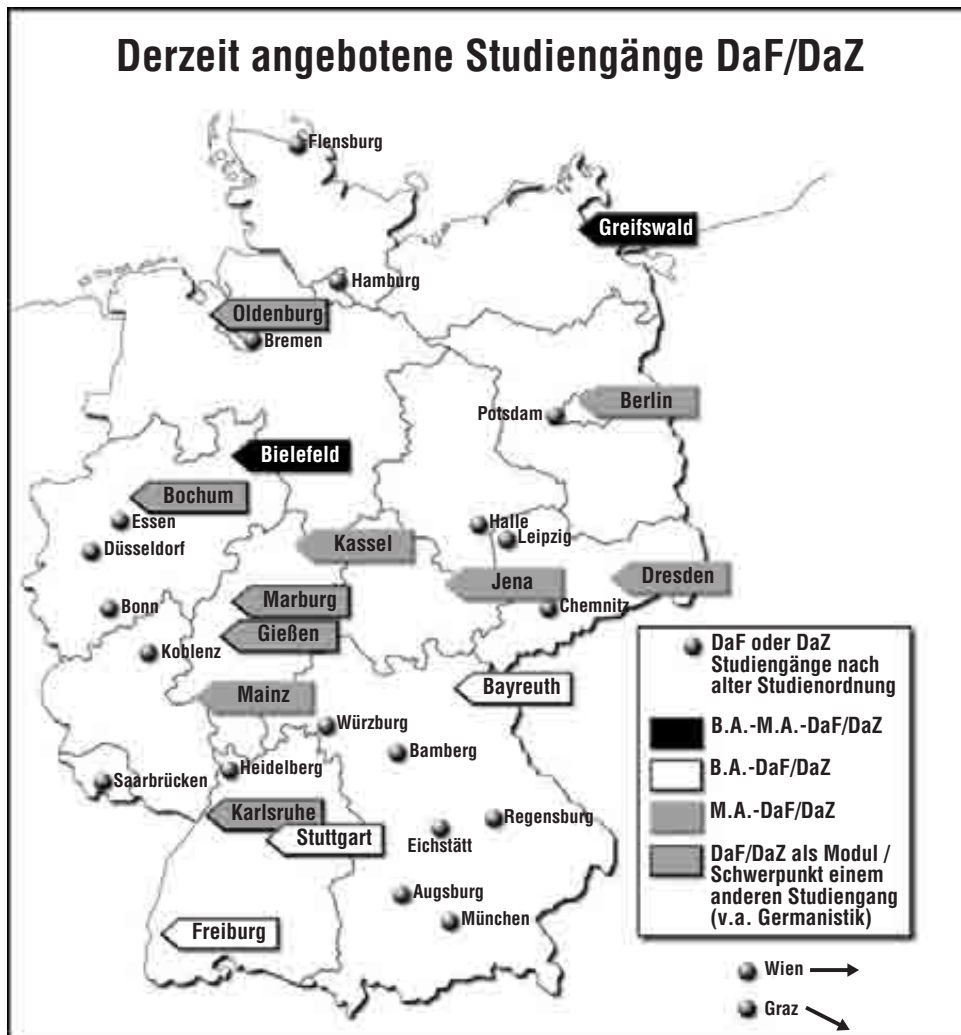 Derzeit angebotene Studiengänge DaF/DaZ
Flensburg
Greifswald
Hamburg
Oldenburg
Bremen
Berlin
Potsdam
Bielefeld
Bochum
Essen
Halle
Kassel
Leipzig
Düsseldorf
Jena
Dresden
Marburg
Bonn
Chemnitz
Gießen
Koblenz
Bayreuth
Mainz
Würzburg
Bamberg
Heidelberg
Saarbrücken
Karlsruhe
Regensburg
Stuttgart
Eichstätt
Augsburg
München
Freiburg
DaF oder DaZ
Studiengänge nach
alter Studienordnung
B.A.-M.A.-DaF/DaZ
B.A.-DaF/DaZ
M.A.-DaF/DaZ
DaF/DaZ als Modul /
Schwerpunkt einem
anderen Studiengang
(v.a. Germanistik)
Wien
Graz